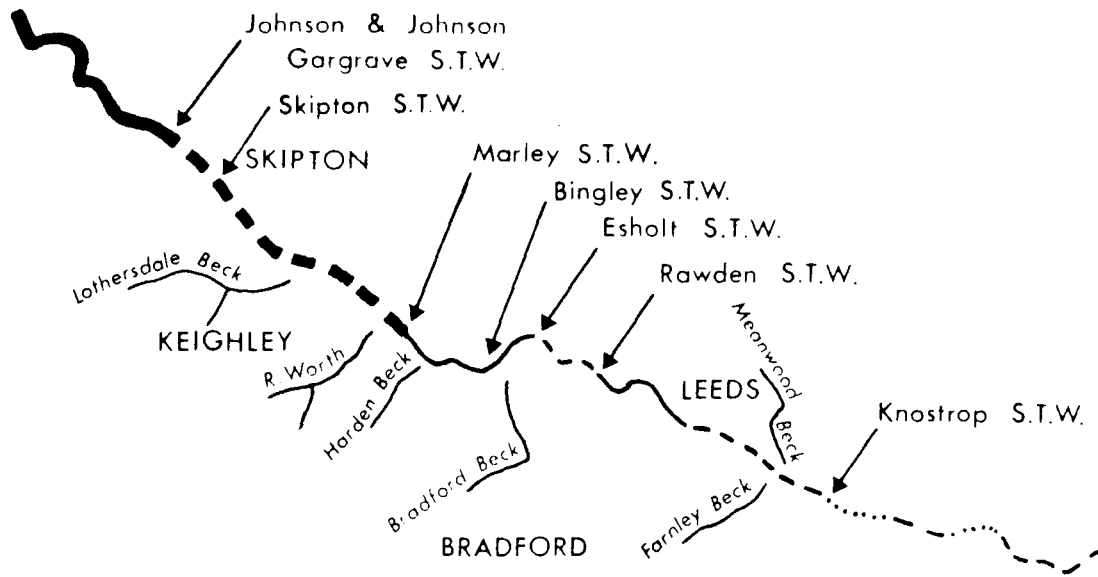 Johnson & Johnson
Gargrave S.T.W.
Skipton S.T.W.
SKIPTON
Marley S.T.W.
Bingley S.T.W.
Esholt S.T.W.
Rawden S.T.W.
Lothersdale Beck
KEIGHLEY
R. Worth
Harden Beck
Bradford Beck
BRADFORD
LEEDS
Meanwood Beck
Farnley Beck
Knostrop S.T.W.